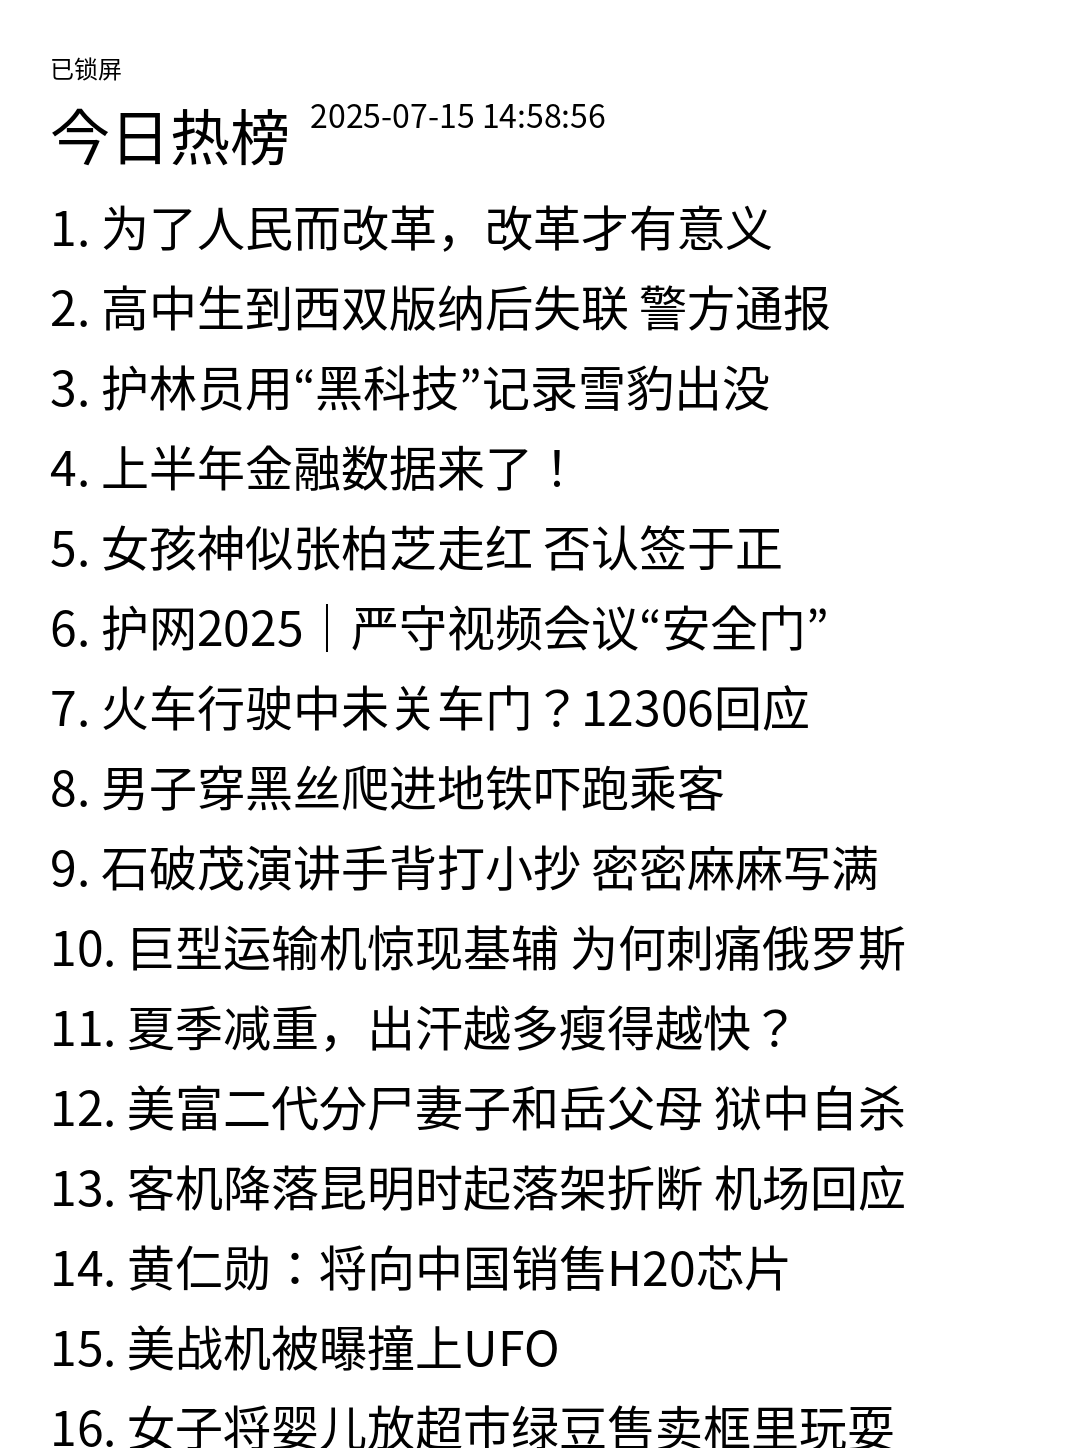 已锁屏
今日热榜 2025-07-15 14:58:56
1. 为了人民而改革，改革才有意义
2. 高中生到西双版纳后失联 警方通报
3. 护林员用“黑科技”记录雪豹出没
4. 上半年金融数据来了！
5. 女孩神似张柏芝走红 否认签于正
6. 护网2025｜严守视频会议“安全门”
7. 火车行驶中未关车门？12306回应
8. 男子穿黑丝爬进地铁吓跑乘客
9. 石破茂演讲手背打小抄 密密麻麻写满
10. 巨型运输机惊现基辅 为何刺痛俄罗斯
11. 夏季减重，出汗越多瘦得越快？
12. 美富二代分尸妻子和岳父母 狱中自杀
13. 客机降落昆明时起落架折断 机场回应
14. 黄仁勋：将向中国销售H20芯片
15. 美战机被曝撞上UFO
16. 女子将婴儿放超市绿豆售卖框里玩耍